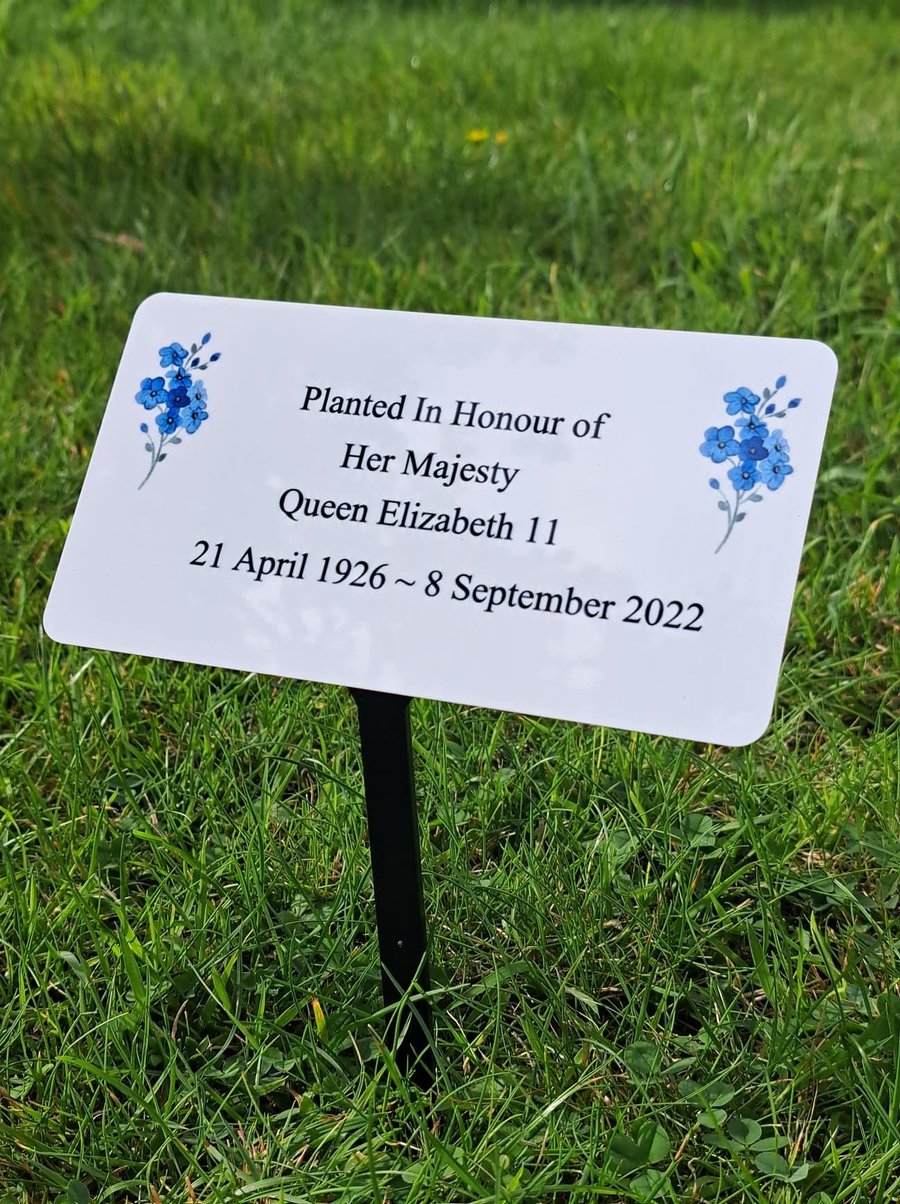 Planted In Honour of
Her Majesty
Queen Elizabeth 11
21 April 1926 ~ 8 September 2022